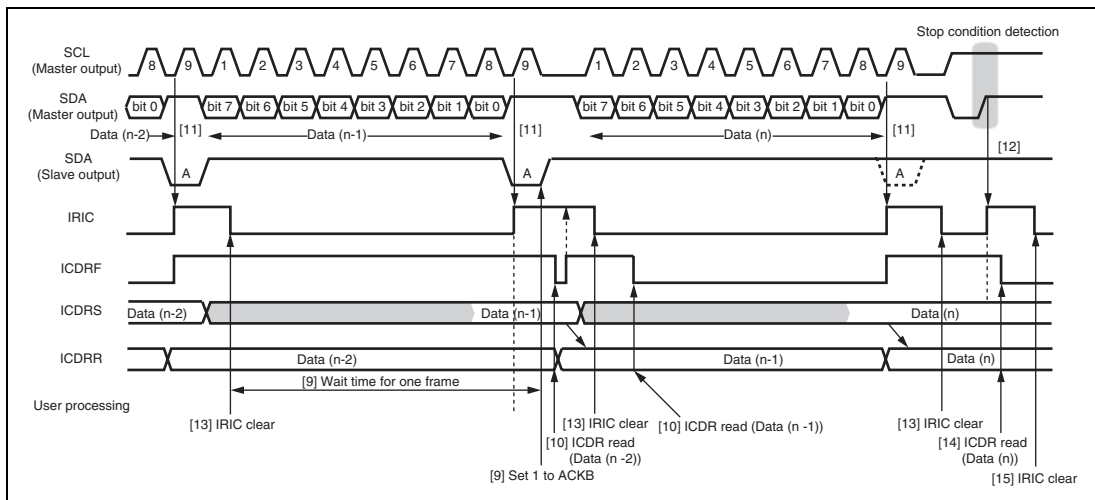 Stop condition detection
SCL
(Master output)
8 9 1 2 3 4 5 6 7 8 9 1 2 3 4 5 6 7 8 9
SDA
(Master output)
bit 0 bit 7 bit 6 bit 5 bit 4 bit 3 bit 2 bit 1 bit 0 bit 7 bit 6 bit 5 bit 4 bit 3 bit 2 bit 1 bit 0
Data (n-2) [11] Data (n-1) [11] Data (n) [11]
[12]
SDA
(Slave output)
A A A
IRIC
ICDRF
ICDRS
Data (n-2) Data (n-1) Data (n)
ICDRR
Data (n-2) Data (n-1) Data (n)
[9] Wait time for one frame
User processing
[13] IRIC clear [13] IRIC clear [10] ICDR read (Data (n -1)) [13] IRIC clear
[10] ICDR read
(Data (n -2))
[14] ICDR read
(Data (n))
[9] Set 1 to ACKB
[15] IRIC clear